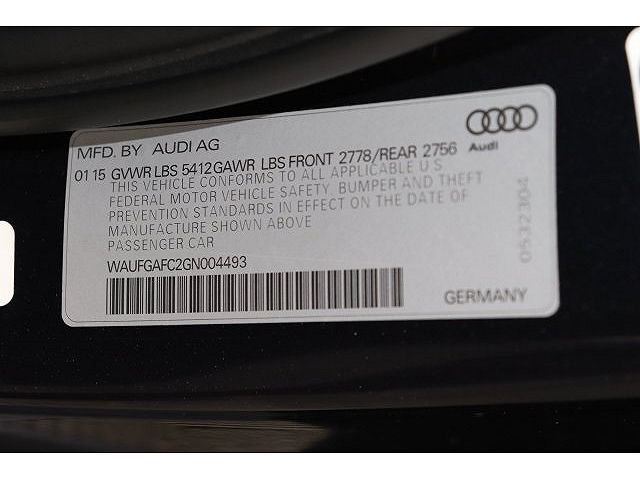 MFD. BY AUDI AG
Audi
01 15 GVWR LBS 5412 GAWR LBS FRONT 2778/REAR 2756
THIS VEHICLE CONFORMS TO ALL APPLICABLE U S
FEDERAL MOTOR VEHICLE SAFETY, BUMPER AND THEFT
PREVENTION STANDARDS IN EFFECT ON THE DATE OF
MANUFACTURE SHOWN ABOVE
PASSENGER CAR
WAUFGAFC2GN004493
GERMANY
0532304